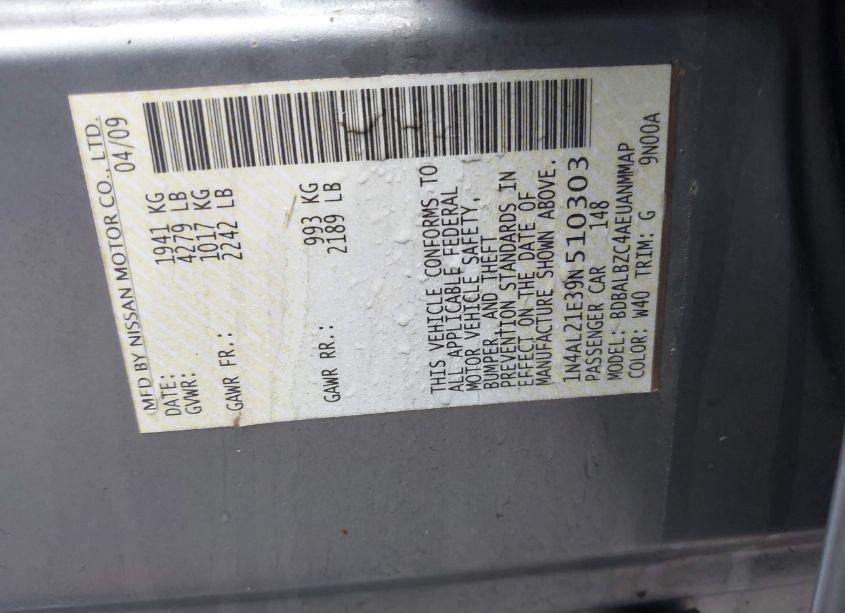 MFD BY NISSAN MOTOR CO., LTD.
DATE: 04/09
GVWR: 1941 KG
4279 LB
GAWR FR.: 1017 KG
2242 LB
GAWR RR.: 993 KG
2189 LB
THIS VEHICLE CONFORMS TO
ALL APPLICABLE FEDERAL
MOTOR VEHICLE SAFETY,
BUMPER, AND THEFT
PREVENTION STANDARDS IN
EFFECT ON THE DATE OF
MANUFACTURE SHOWN ABOVE.
1N4AL21E39N510303
PASSENGER CAR 148
MODEL: BDBALBZC4AEUANMMAP
COLOR: W40 TRIM: G 9N00A